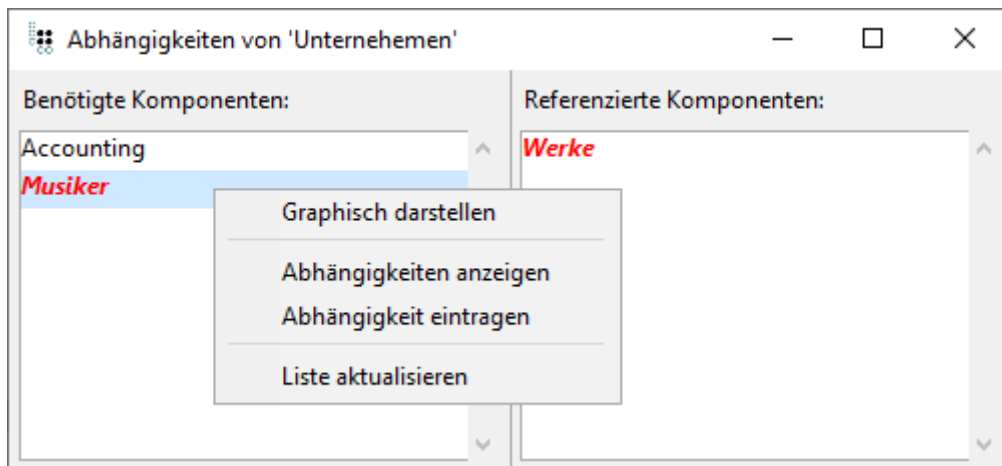 Abhängigkeiten von 'Unternehemen'
Benötigte Komponenten:
Accounting
Musiker
Graphisch darstellen
Abhängigkeiten anzeigen
Abhängigkeit eintragen
Liste aktualisieren
Referenzierte Komponenten:
Werke